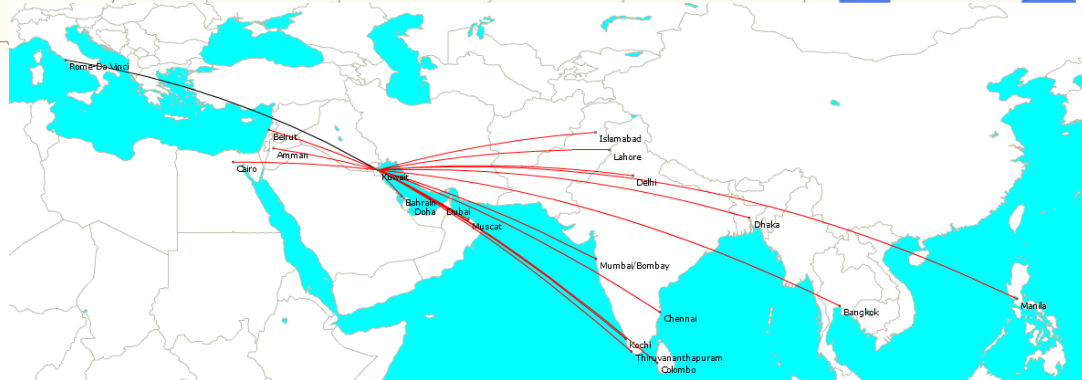 Rome-Da Vinci
Beirut
Islamabad
Amman
Lahore
Cairo
Kuwait
Delhi
Bahrain
Doha
Dubai
Muscat
Dhaka
Mumbai/Bombay
Manila
Bangkok
Chennai
Kochi
Thiruvananthapuram
Colombo